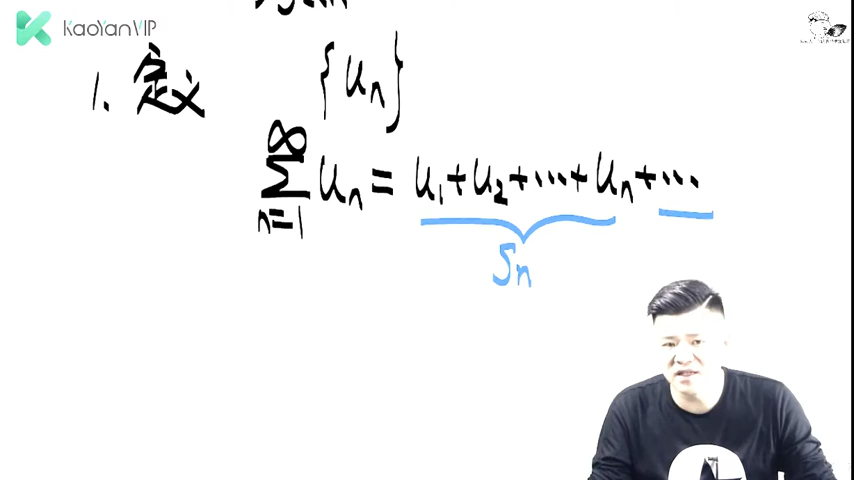 KaoYanVIP
1. 定义 {uₙ}
∞
∑ uₙ = u₁+u₂+⋯+uₙ+⋯
n=1
Sₙ